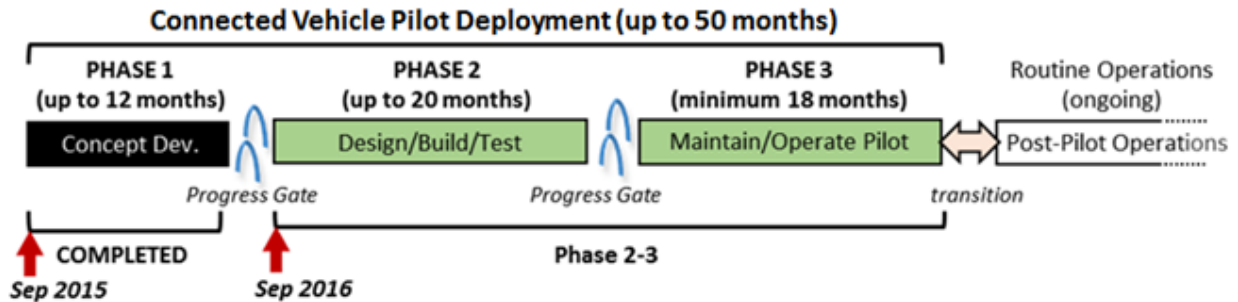 Connected Vehicle Pilot Deployment (up to 50 months)
PHASE 1
(up to 12 months)
PHASE 2
(up to 20 months)
PHASE 3
(minimum 18 months)
Routine Operations
(ongoing)
Concept Dev.
Design/Build/Test
Maintain/Operate Pilot
Post-Pilot Operations
Progress Gate
Progress Gate
transition
COMPLETED
Phase 2-3
Sep 2015
Sep 2016